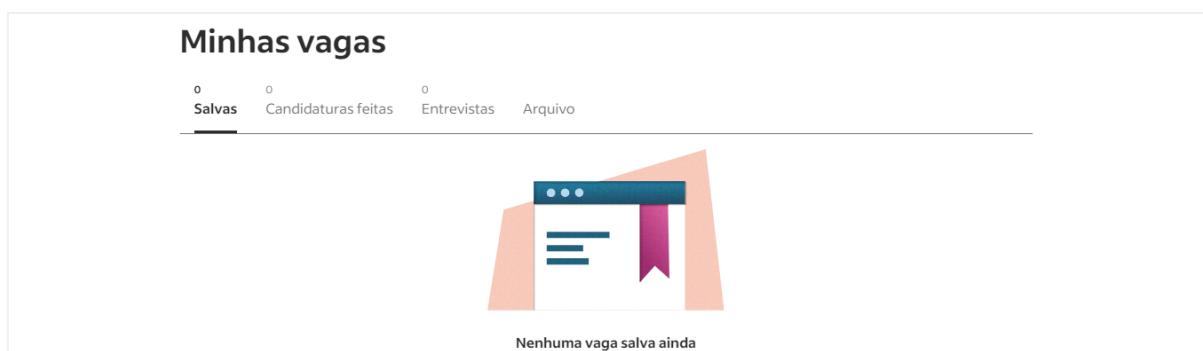 Minhas vagas
0 0 0
Salvas Candidaturas feitas Entrevistas Arquivo
Nenhuma vaga salva ainda